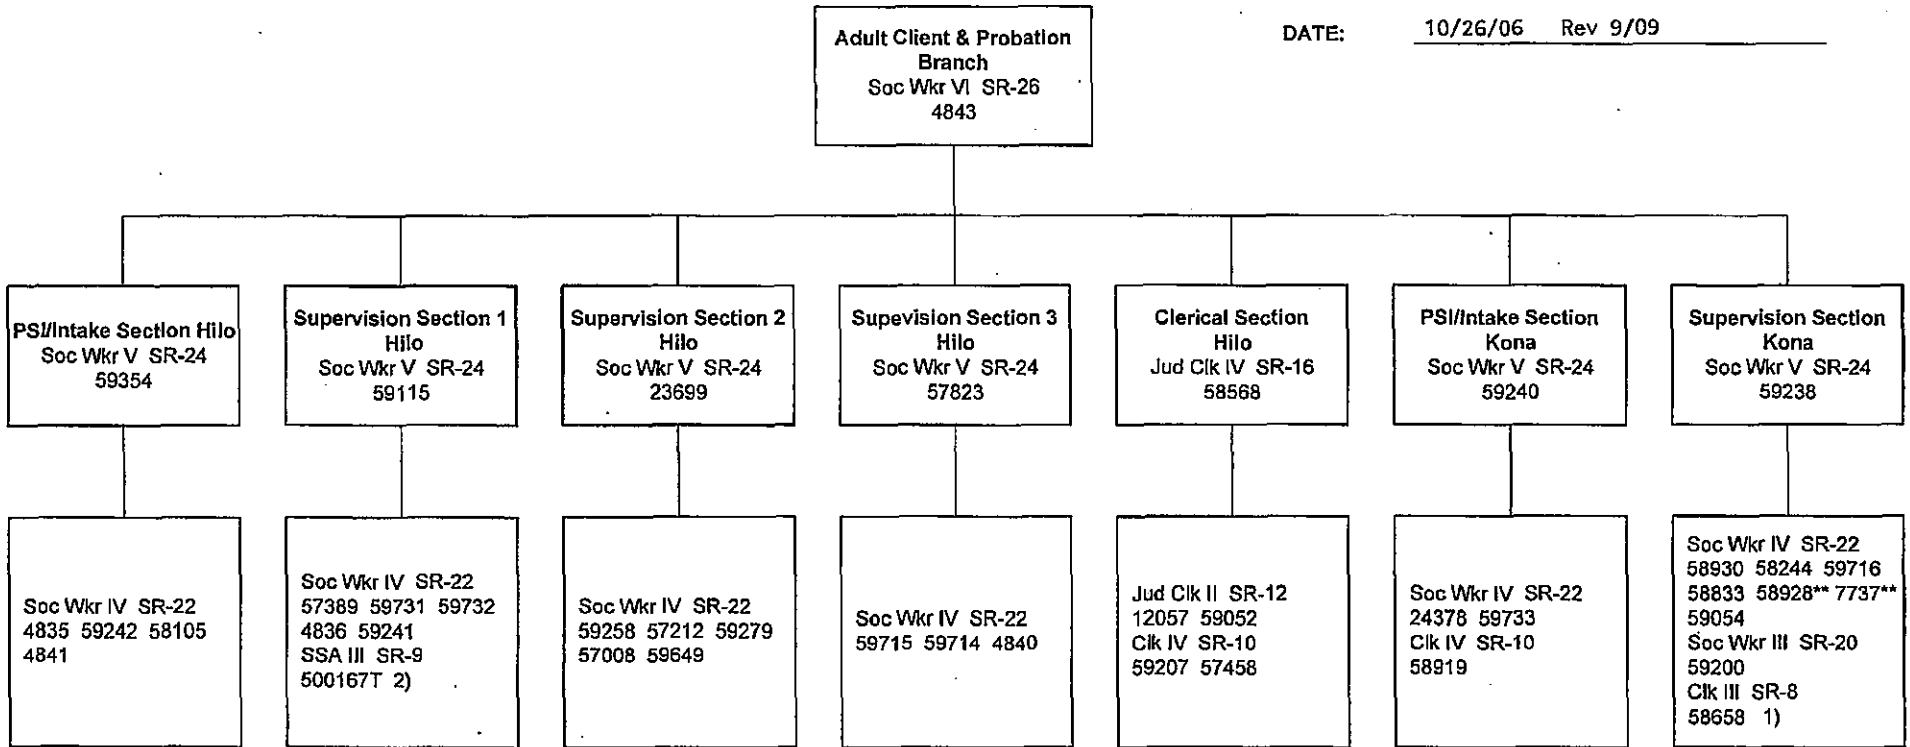 DATE: 10/26/06 Rev 9/09
Adult Client & Probation
Branch
Soc Wkr VI SR-26
4843
PSI/Intake Section Hilo
Soc Wkr V SR-24
59354
Supervision Section 1
Hilo
Soc Wkr V SR-24
59115
Supervision Section 2
Hilo
Soc Wkr V SR-24
23699
Supevision Section 3
Hilo
Soc Wkr V SR-24
57823
Clerical Section
Hilo
Jud Clk IV SR-16
58568
PSI/Intake Section
Kona
Soc Wkr V SR-24
59240
Supervision Section
Kona
Soc Wkr V SR-24
59238
Soc Wkr IV SR-22
4835 59242 58105
4841
Soc Wkr IV SR-22
57389 59731 59732
4836 59241
SSA III SR-9
500167T 2)
Soc Wkr IV SR-22
59258 57212 59279
57008 59649
Soc Wkr IV SR-22
59715 59714 4840
Jud Clk II SR-12
12057 59052
Clk IV SR-10
59207 57458
Soc Wkr IV SR-22
24378 59733
Clk IV SR-10
58919
Soc Wkr IV SR-22
58930 58244 59716
58833 58928** 7737**
59054
Soc Wkr III SR-20
59200
Clk III SR-8
58658 1)